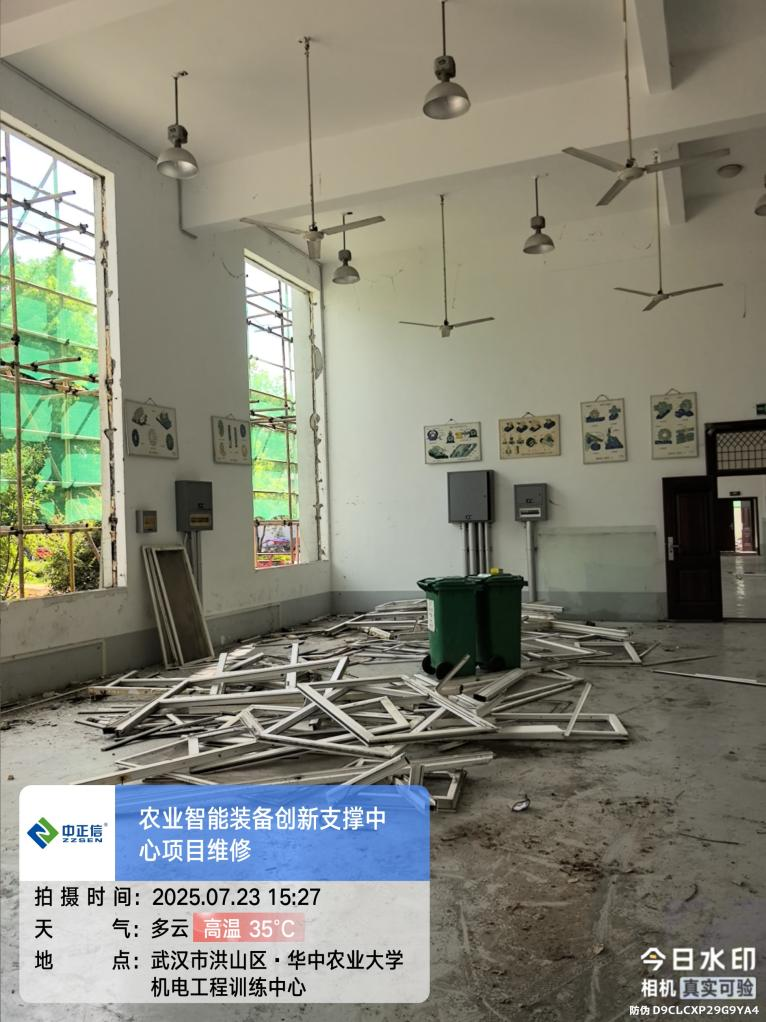 中正信®
ZZSEN
农业智能装备创新支撑中
心项目维修
拍摄时间：2025.07.23 15:27
天气：多云 高温 35℃
地点：武汉市洪山区·华中农业大学
机电工程训练中心
今日水印
相机 真实可验
防伪 D9CLCXP29G9YA4